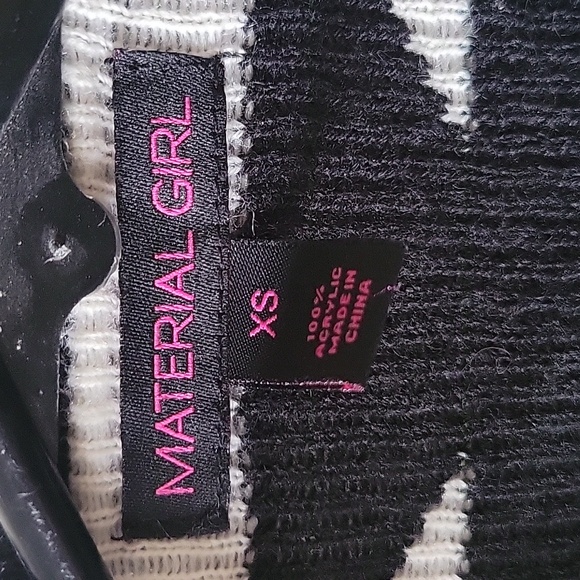 MATERIAL GIRL
XS
100%
ACRYLIC
MADE IN
CHINA